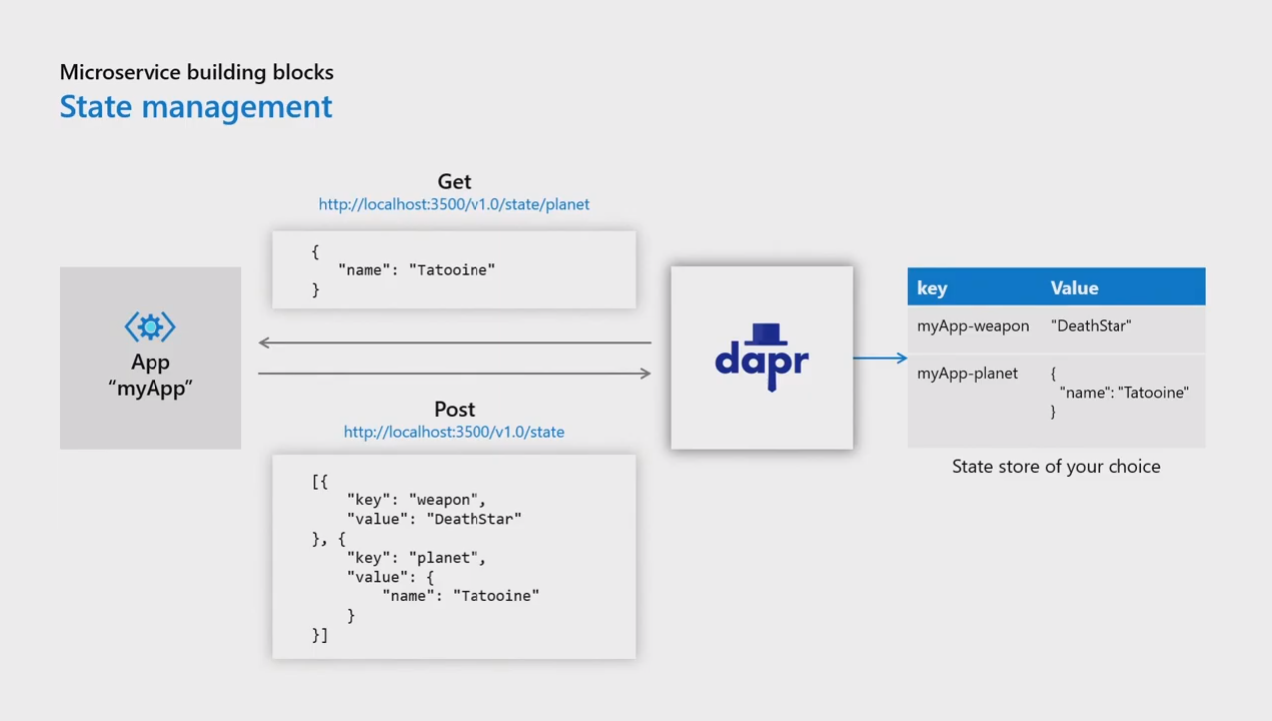 Microservice building blocks
State management
Get
http://localhost:3500/v1.0/state/planet
{
"name": "Tatooine"
}
App
“myApp”
Post
http://localhost:3500/v1.0/state
[{
"key": "weapon",
"value": "DeathStar"
}, {
"key": "planet",
"value": {
"name": "Tatooine"
}
}]
dapr
key Value
myApp-weapon "DeathStar"
myApp-planet {
"name": "Tatooine"
}
State store of your choice